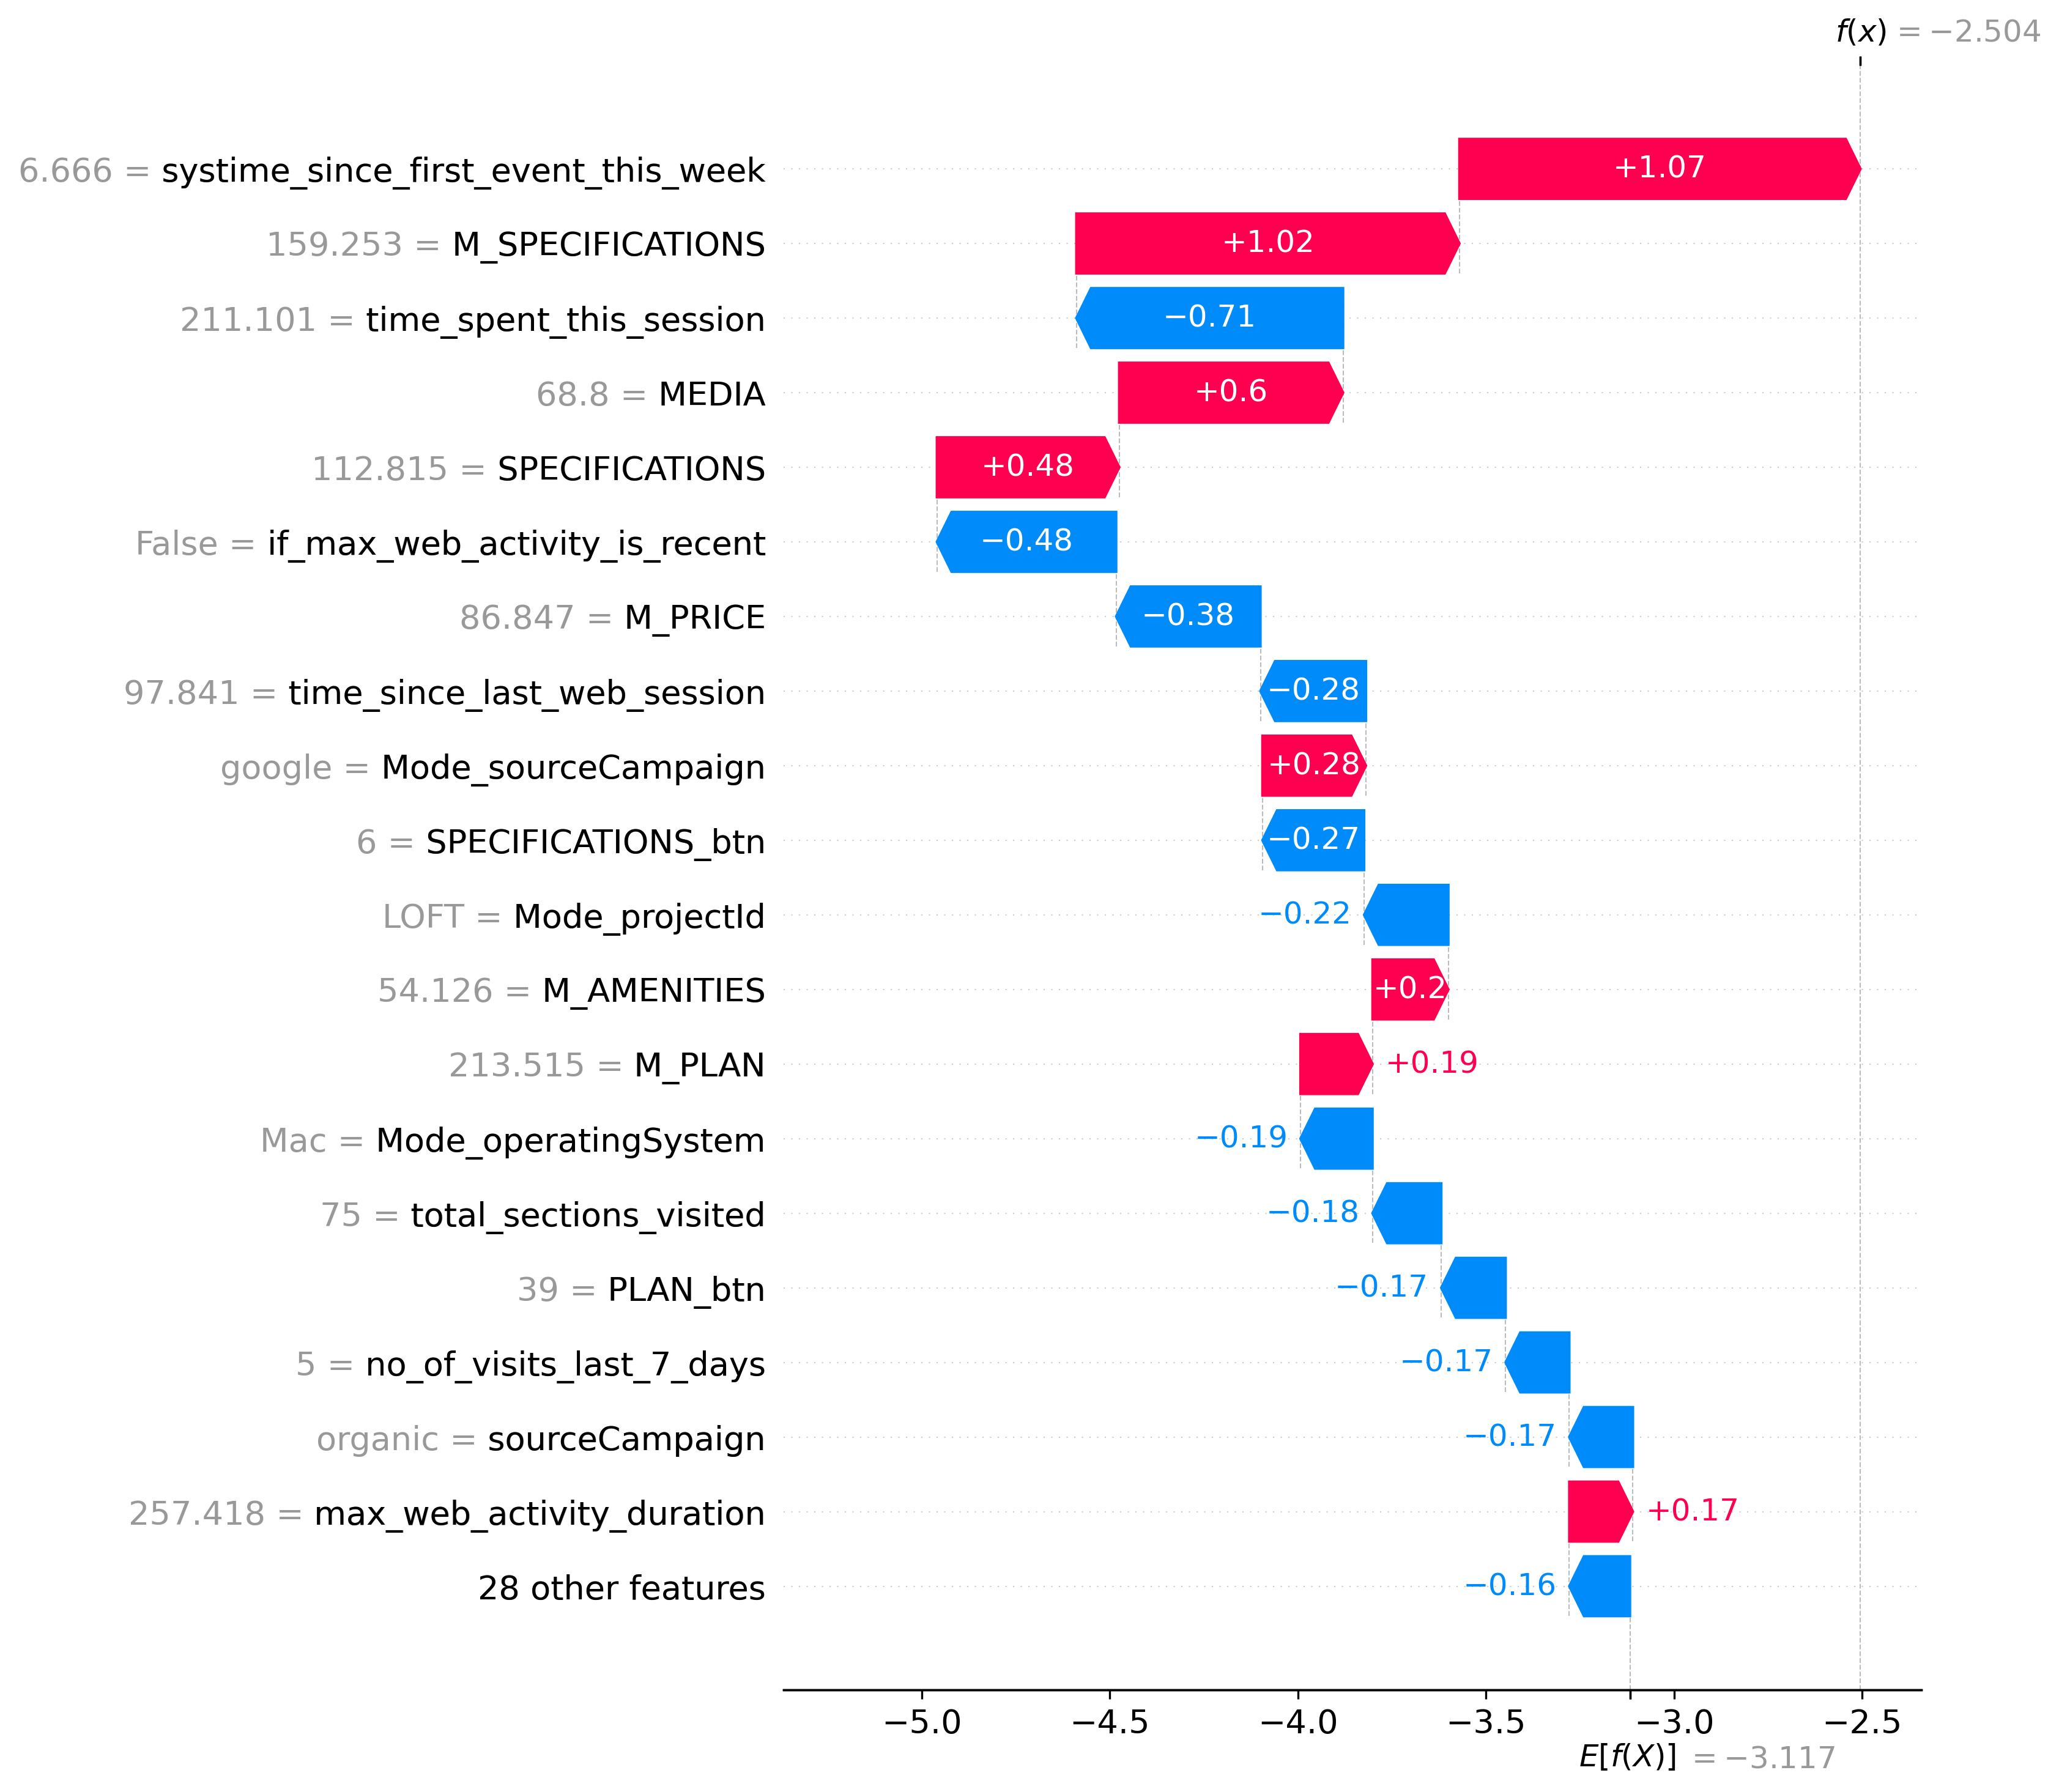 f(x) = −2.504
6.666 = systime_since_first_event_this_week
+1.07
159.253 = M_SPECIFICATIONS
+1.02
211.101 = time_spent_this_session
−0.71
68.8 = MEDIA
+0.6
112.815 = SPECIFICATIONS
+0.48
False = if_max_web_activity_is_recent
−0.48
86.847 = M_PRICE
−0.38
97.841 = time_since_last_web_session
−0.28
google = Mode_sourceCampaign
+0.28
6 = SPECIFICATIONS_btn
−0.27
LOFT = Mode_projectId
−0.22
54.126 = M_AMENITIES
+0.2
213.515 = M_PLAN
+0.19
Mac = Mode_operatingSystem
−0.19
75 = total_sections_visited
−0.18
39 = PLAN_btn
−0.17
5 = no_of_visits_last_7_days
−0.17
organic = sourceCampaign
−0.17
257.418 = max_web_activity_duration
+0.17
28 other features
−0.16
−5.0 −4.5 −4.0 −3.5 −3.0 −2.5
E[f(X)] = −3.117